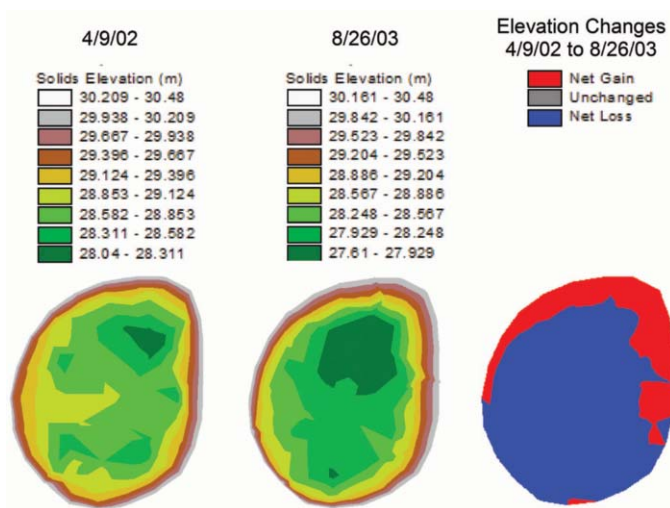 4/9/02
Solids Elevation (m)
30.209 - 30.48
29.938 - 30.209
29.667 - 29.938
29.396 - 29.667
29.124 - 29.396
28.853 - 29.124
28.582 - 28.853
28.311 - 28.582
28.04 - 28.311
8/26/03
Solids Elevation (m)
30.161 - 30.48
29.842 - 30.161
29.523 - 29.842
29.204 - 29.523
28.886 - 29.204
28.567 - 28.886
28.248 - 28.567
27.929 - 28.248
27.61 - 27.929
Elevation Changes
4/9/02 to 8/26/03
Net Gain
Unchanged
Net Loss